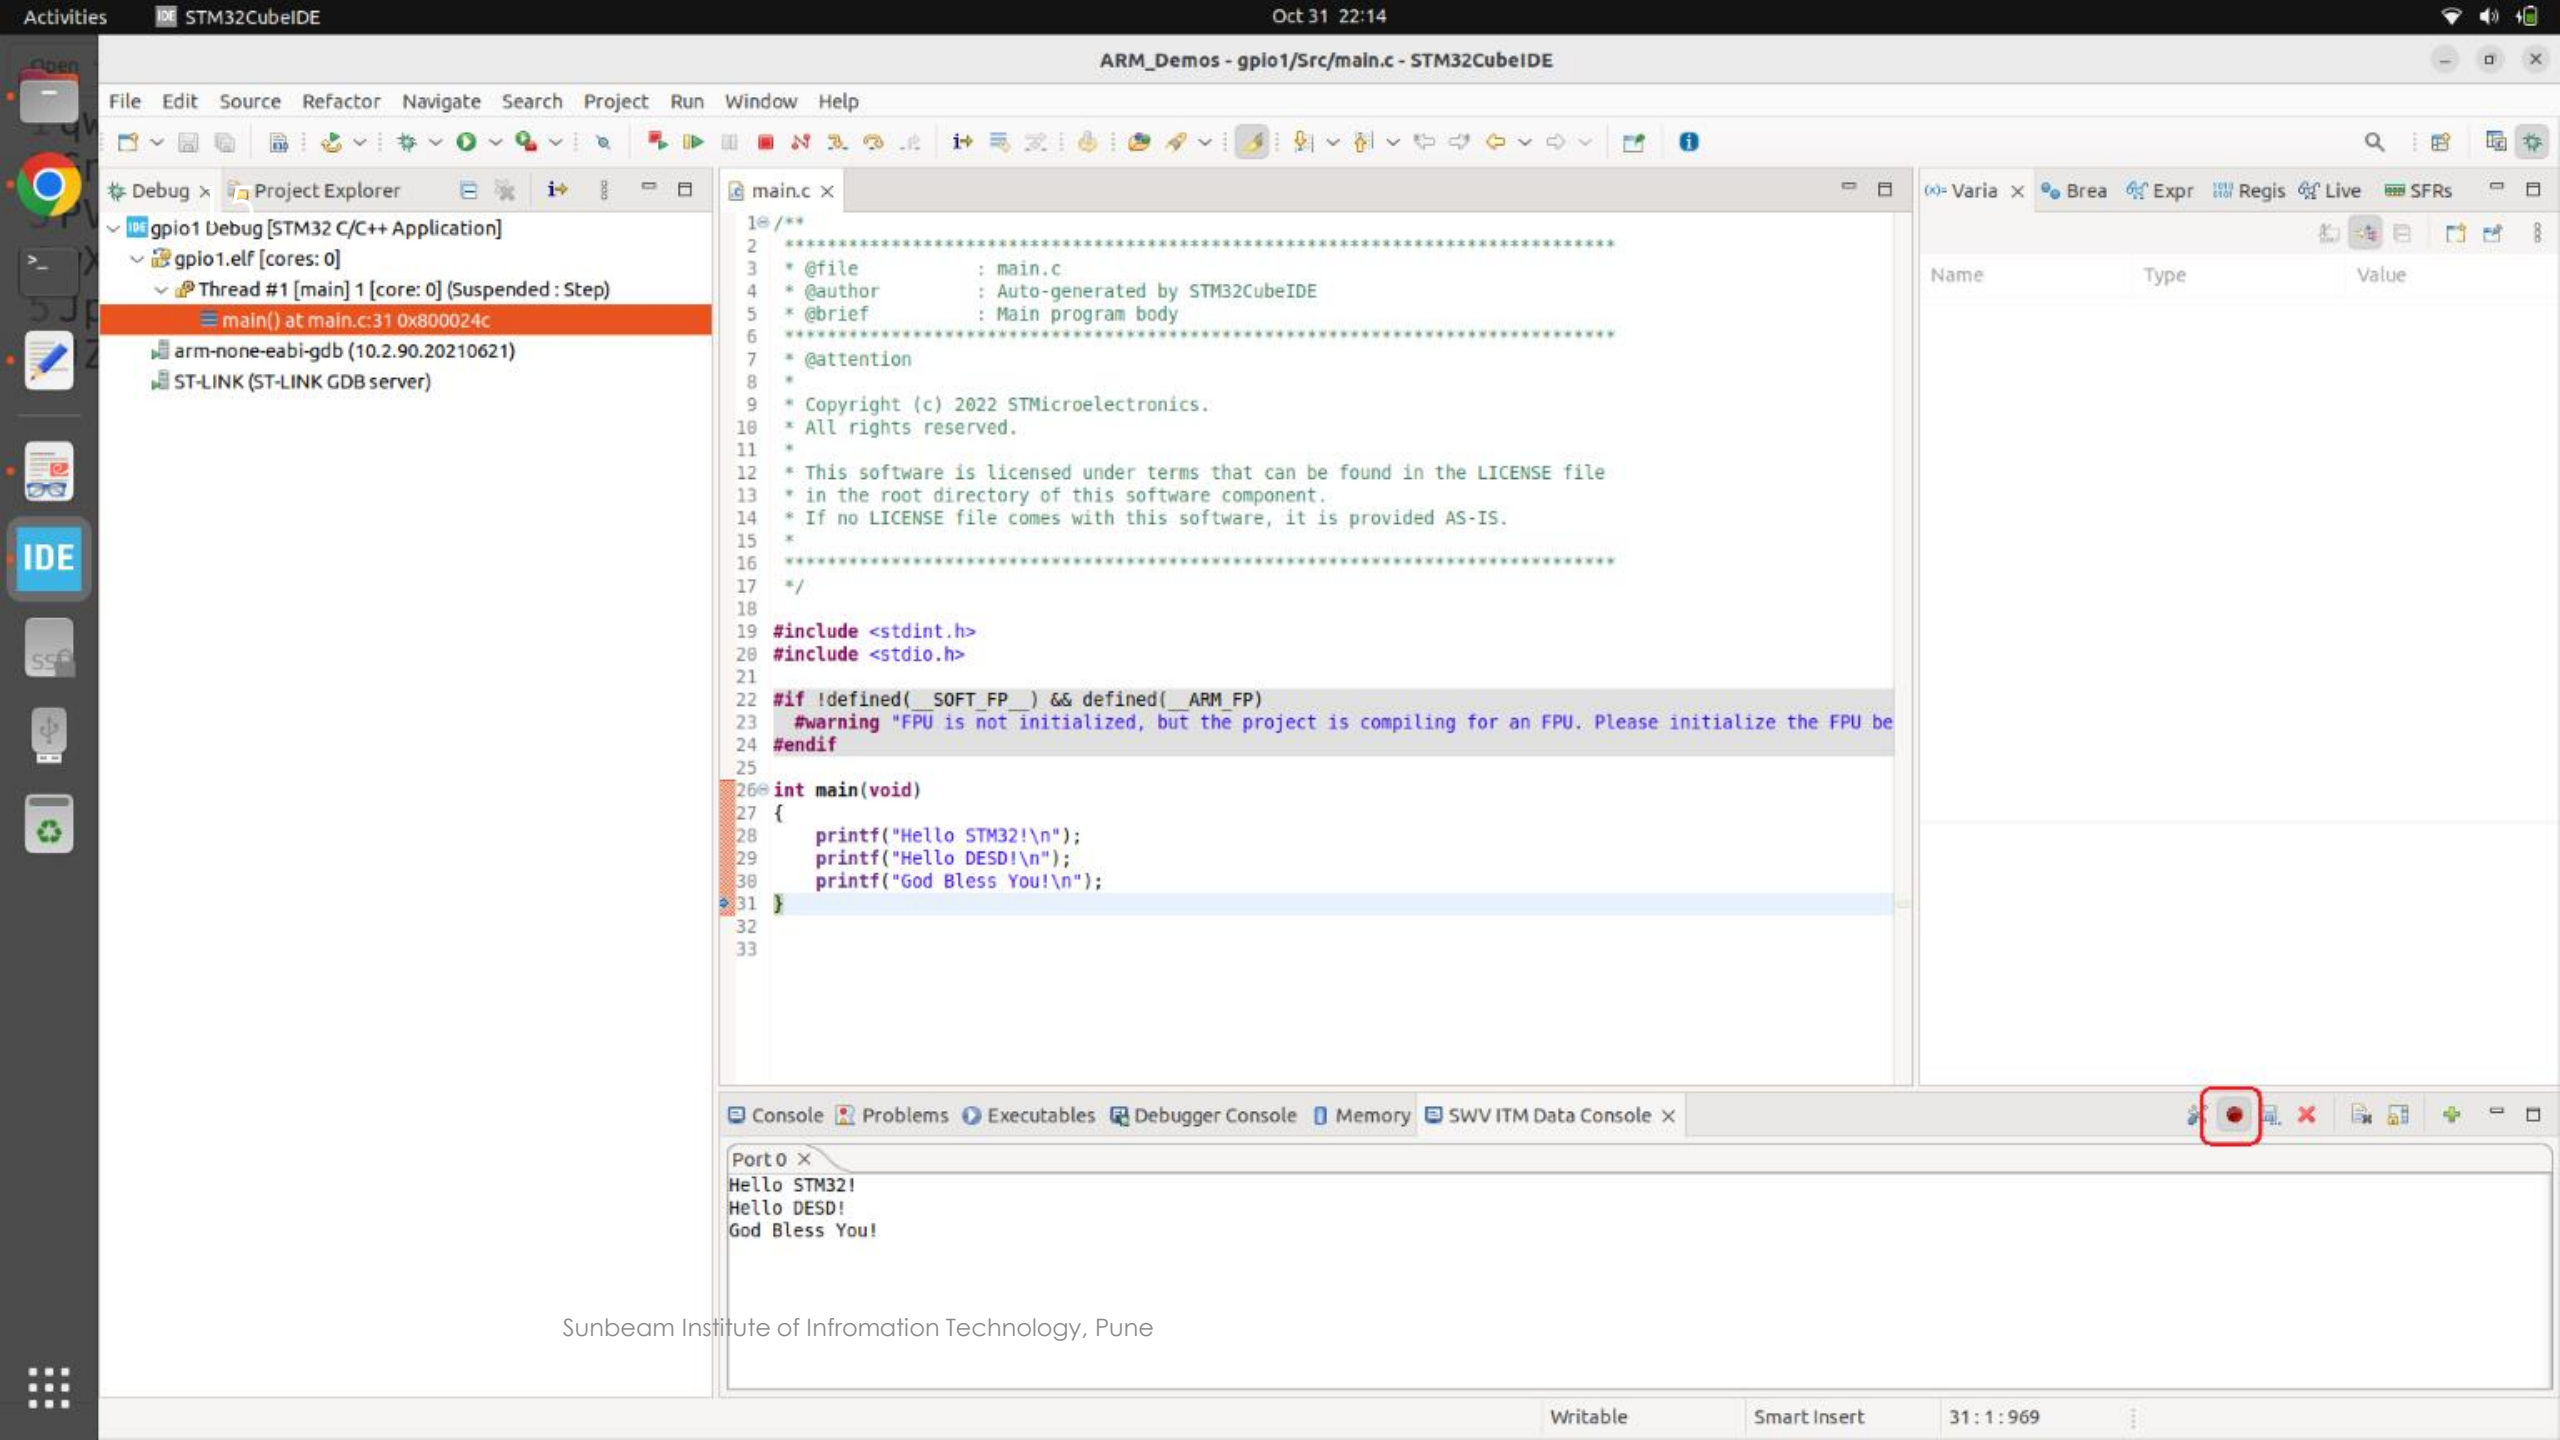 Activities STM32CubeIDE Oct 31 22:14
ARM_Demos - gpio1/Src/main.c - STM32CubeIDE
File Edit Source Refactor Navigate Search Project Run Window Help
Debug Project Explorer
5
gpio1 Debug [STM32 C/C++ Application]
gpio1.elf [cores: 0]
Thread #1 [main] 1 [core: 0] (Suspended : Step)
main() at main.c:31 0x800024c
arm-none-eabi-gdb (10.2.90.20210621)
ST-LINK (ST-LINK GDB server)
main.c
1 /**
2 ******************************************************************************
3 * @file : main.c
4 * @author : Auto-generated by STM32CubeIDE
5 * @brief : Main program body
6 ******************************************************************************
7 * @attention
8 *
9 * Copyright (c) 2022 STMicroelectronics.
10 * All rights reserved.
11 *
12 * This software is licensed under terms that can be found in the LICENSE file
13 * in the root directory of this software component.
14 * If no LICENSE file comes with this software, it is provided AS-IS.
15 *
16 ******************************************************************************
17 */
18
19 #include <stdint.h>
20 #include <stdio.h>
21
22 #if !defined(__SOFT_FP__) && defined(__ARM_FP)
23 #warning "FPU is not initialized, but the project is compiling for an FPU. Please initialize the FPU be
24 #endif
25
26 int main(void)
27 {
28 printf("Hello STM32!\n");
29 printf("Hello DESD!\n");
30 printf("God Bless You!\n");
31 }
32
33
Varia Brea Expr Regis Live SFRs
Name Type Value
Console Problems Executables Debugger Console Memory SWV ITM Data Console
Port 0
Hello STM32!
Hello DESD!
God Bless You!
Sunbeam Institute of Infromation Technology, Pune
Writable Smart Insert 31 : 1 : 969
IDE